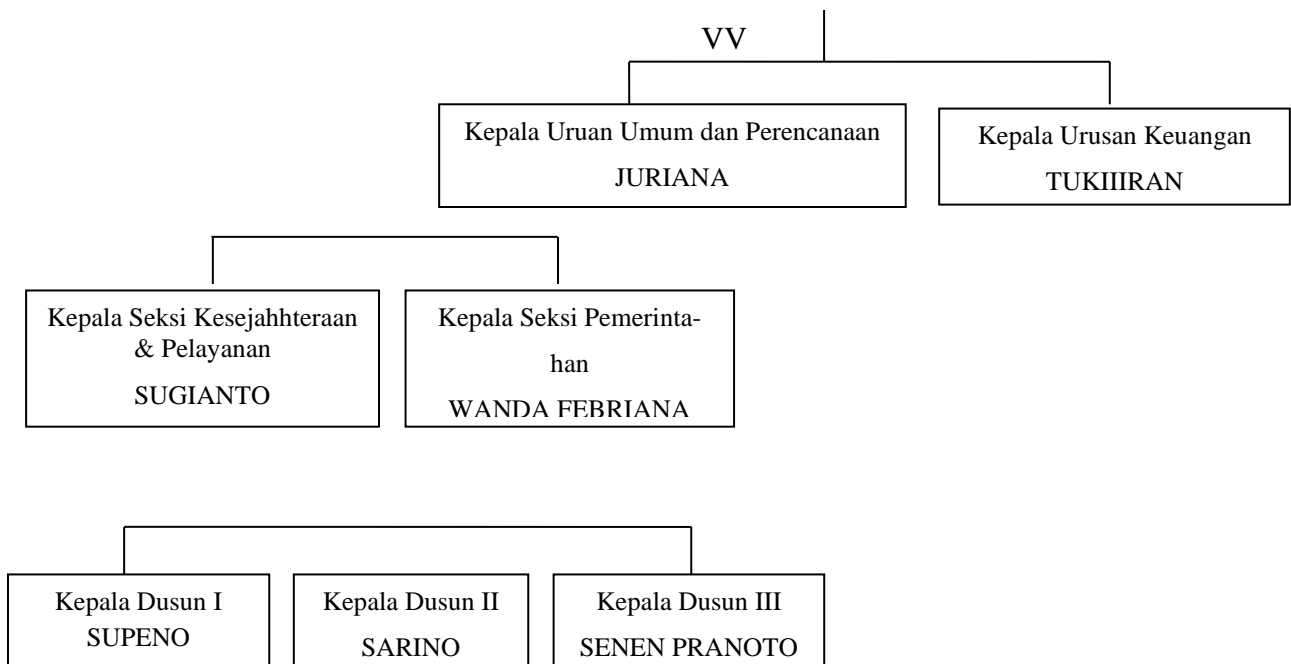 VV
Kepala Uruan Umum dan Perencanaan
JURIANA
Kepala Urusan Keuangan
TUKIIIRAN
Kepala Seksi Kesejahhteraan
& Pelayanan
SUGIANTO
Kepala Seksi Pemerinta-
han
WANDA FEBRIANA
Kepala Dusun I
SUPENO
Kepala Dusun II
SARINO
Kepala Dusun III
SENEN PRANOTO